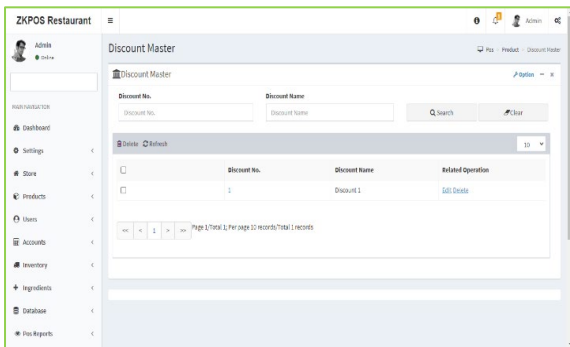 ZKPOS Restaurant
Admin
Admin
Online
Discount Master
Pos - Product - Discount Master
Discount Master
Option
Discount No.
Discount Name
Discount No.
Discount Name
Search
Clear
MAIN NAVIGATION
Dashboard
Settings
Store
Products
Users
Accounts
Inventory
Ingredients
Database
Pos Reports
Delete Refresh
10
Discount No. Discount Name Related Operation
1 Discount 1 Edit Delete
<< < 1 > >> Page 1/Total 1; Per page 10 records/Total 1 records